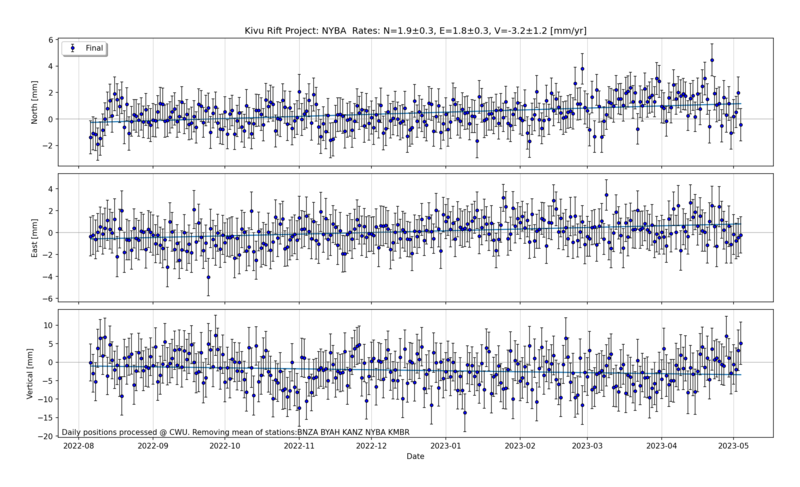 Kivu Rift Project: NYBA  Rates: N=1.9±0.3, E=1.8±0.3, V=-3.2±1.2 [mm/yr]
Final
6
4
2
0
−2
North [mm]
4
2
0
−2
−4
−6
East [mm]
10
5
0
−5
−10
−15
−20
Vertical [mm]
Daily positions processed @ CWU. Removing mean of stations:BNZA BYAH KANZ NYBA KMBR
2022-08 2022-09 2022-10 2022-11 2022-12 2023-01 2023-02 2023-03 2023-04 2023-05
Date